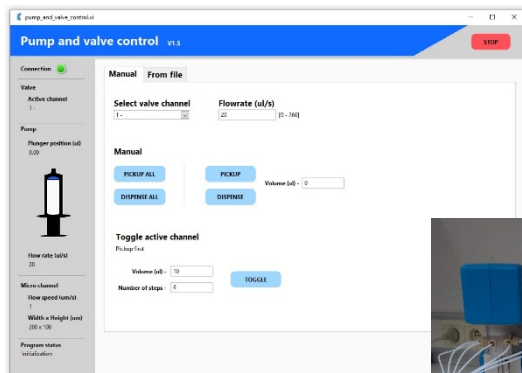 pump_and_valve_control.vi
Pump and valve control V1.5
STOP
Connection
Valve
Active channel
1 -
Pump
Plunger position (ul)
0.00
Flow rate (ul/s)
20
Micro channel
Flow speed (um/s)
1
Width x Height (um)
200 x 100
Program status
Initialization
Manual
From file
Select valve channel
1 -
Flowrate (ul/s)
20
[0 - 266]
Manual
PICKUP ALL
PICKUP
Volume (ul) - 0
DISPENSE ALL
DISPENSE
Toggle active channel
Pickup first
Volume (ul) - 10
Number of steps - 6
TOGGLE